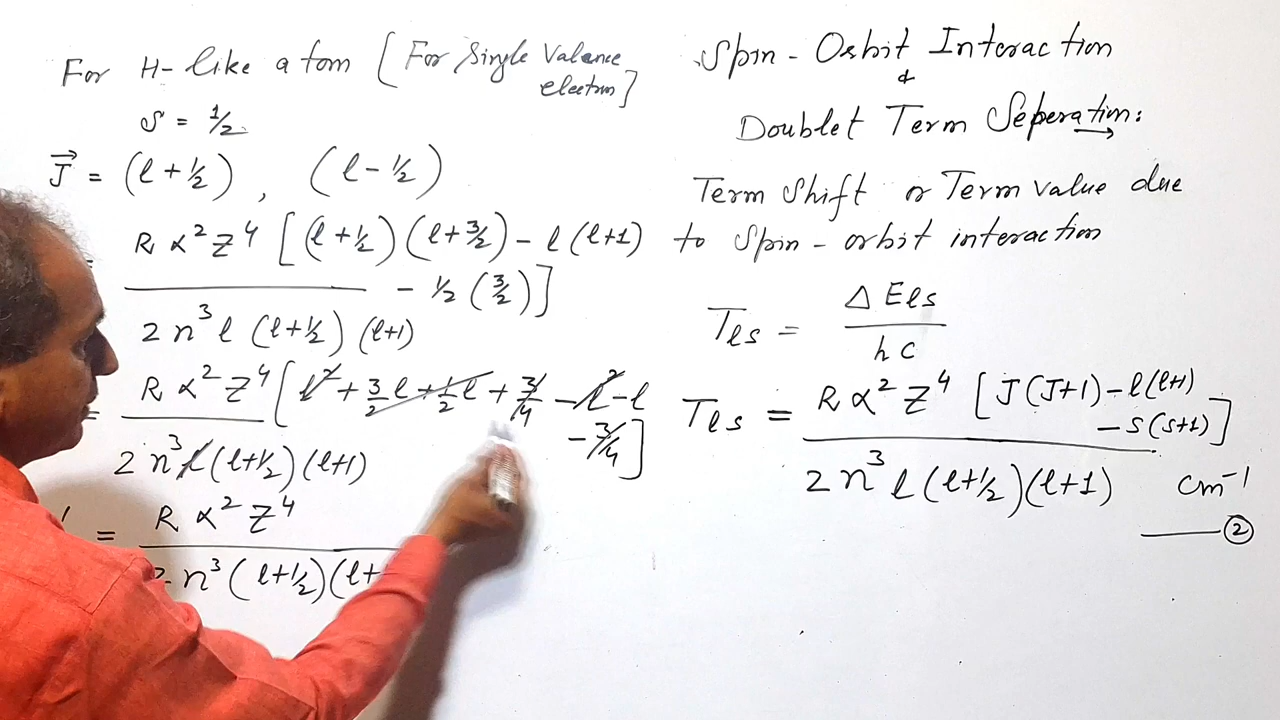 For H-like atom [For Single Valance
electron]
S = 1/2
J⃗ = (l + 1/2) , (l - 1/2)
= R α² Z⁴ [(l + 1/2)(l + 3/2) - l(l+1)
- 1/2 (3/2)]
2 n³ l (l+1/2) (l+1)
= R α² Z⁴ [l² + 3/2 l + 1/2 l + 3/4 - l² - l
- 3/4]
2 n³ l (l+1/2) (l+1)
= R α² Z⁴
2 n³ (l+1/2)(l+
Spin - Orbit Interaction
&
Doublet Term Seperation:
Term Shift or Term value due
to Spin - orbit interaction
Tls = Δ Els
h c
Tls = R α² Z⁴ [J(J+1) - l(l+1)
- s(s+1)]
2 n³ l (l+1/2)(l+1) cm⁻¹
②